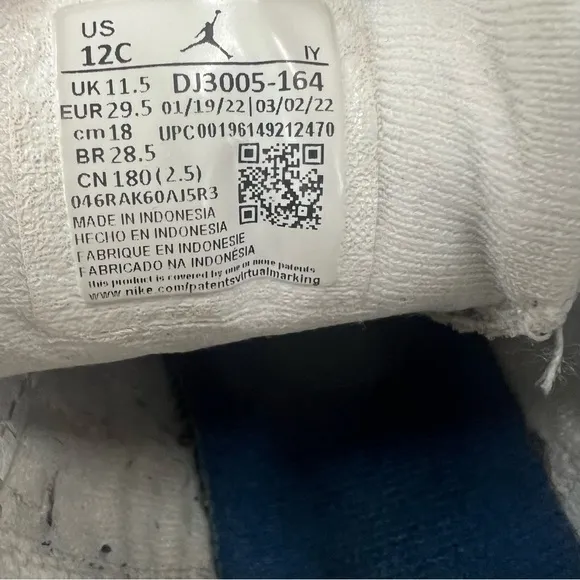 US
12C IY
UK 11.5 DJ3005-164
EUR 29.5 01/19/22|03/02/22
cm 18 UPC00196149212470
BR 28.5
CN 180(2.5)
046RAK60AJ5R3
MADE IN INDONESIA
HECHO EN INDONESIA
FABRIQUE EN INDONESIE
FABRICADO NA INDONÉSIA
this product is covered by one or more patents
www.nike.com/patentsvirtualmarking